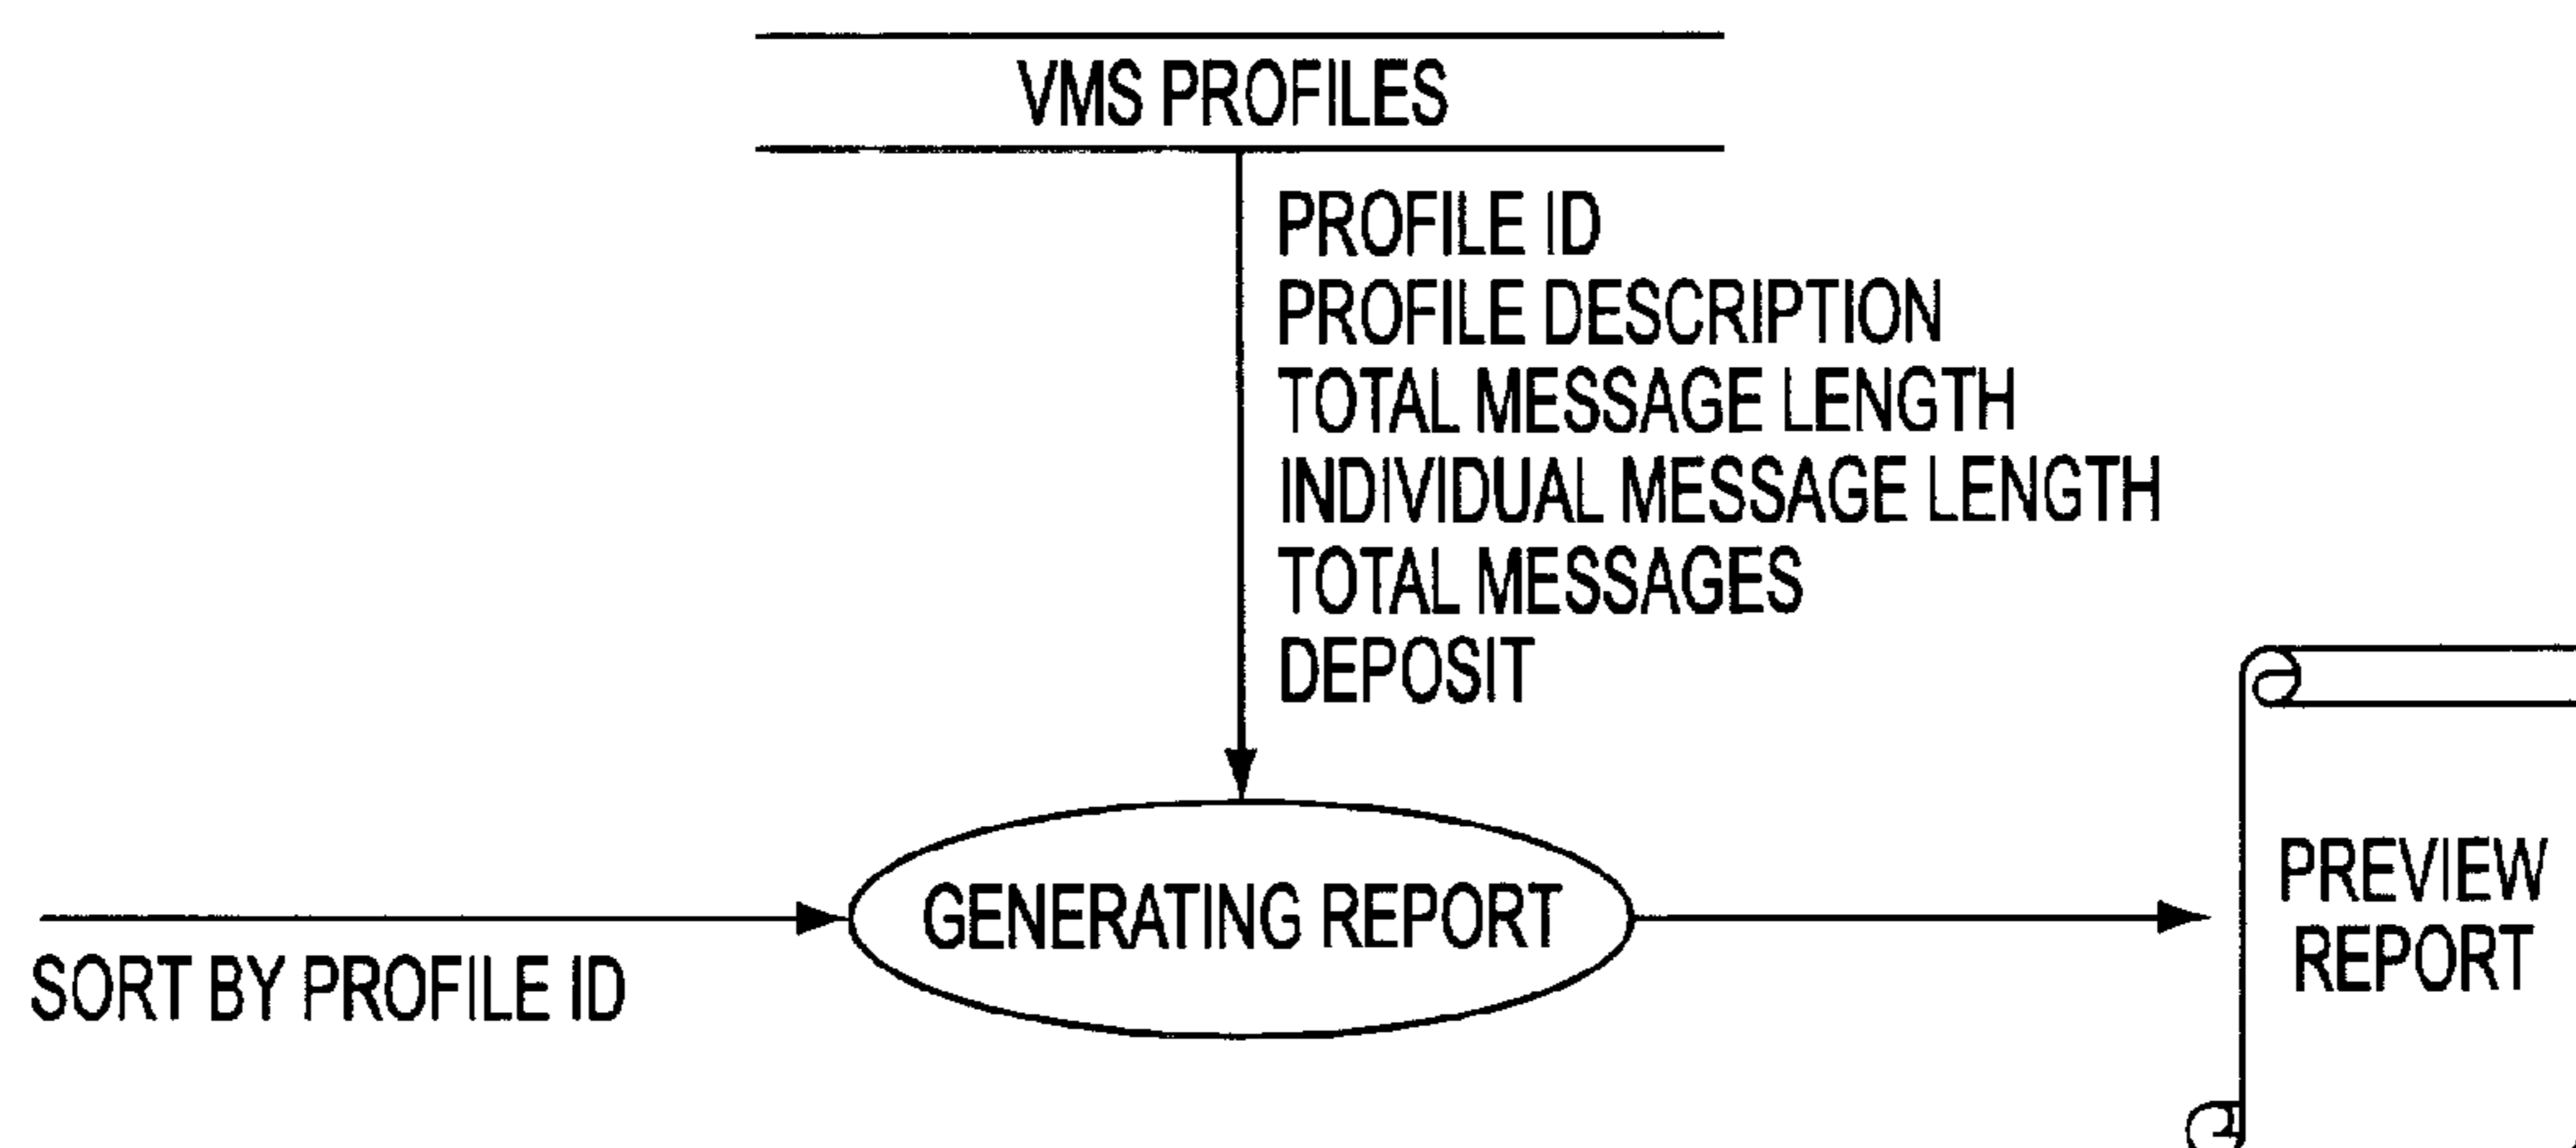 VMS PROFILES
PROFILE ID
PROFILE DESCRIPTION
TOTAL MESSAGE LENGTH
INDIVIDUAL MESSAGE LENGTH
TOTAL MESSAGES
DEPOSIT
GENERATING REPORT
SORT BY PROFILE ID
PREVIEW
REPORT